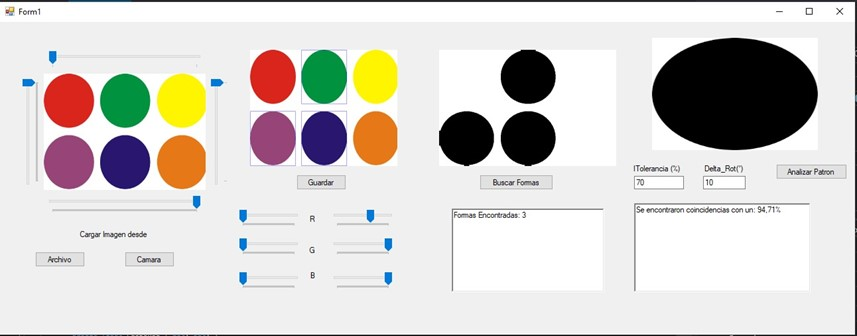 Form1
Guardar
Buscar Formas
lTolerancia (%)
Delta_Rot(°)
70
10
Analizar Patron
R
G
B
Cargar Imagen desde
Archivo
Camara
Formas Encontradas: 3
Se encontraron coincidencias con un: 94,71%